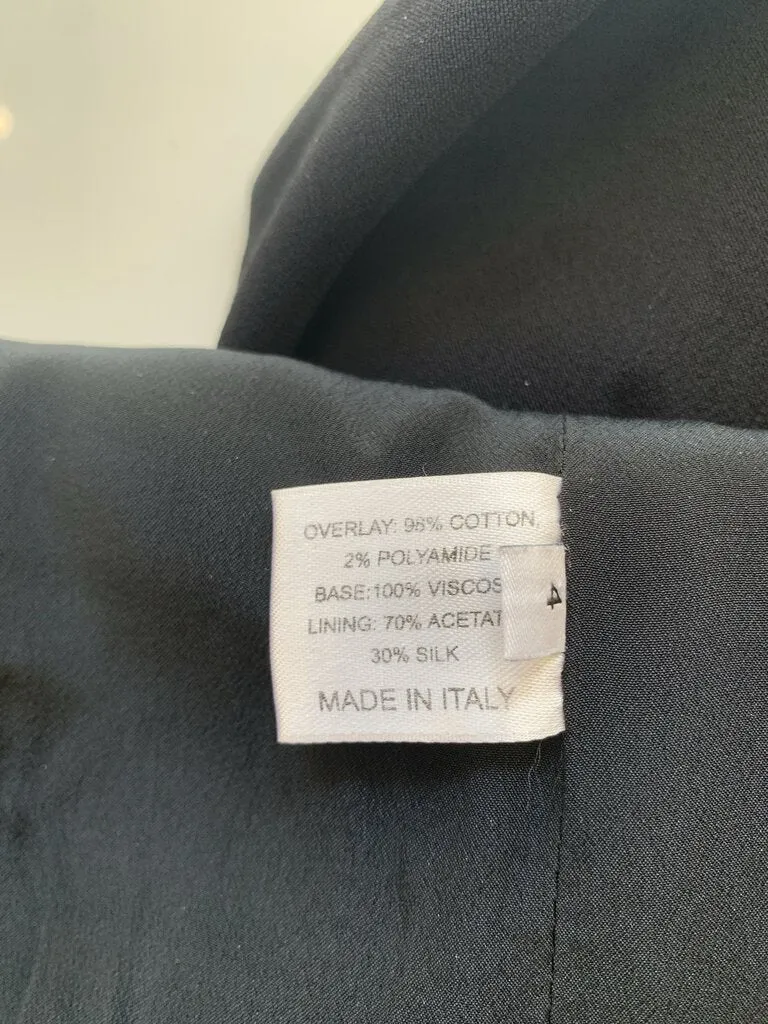 OVERLAY: 98% COTTON,
2% POLYAMIDE
BASE:100% VISCOS
LINING: 70% ACETAT
30% SILK
MADE IN ITALY
4